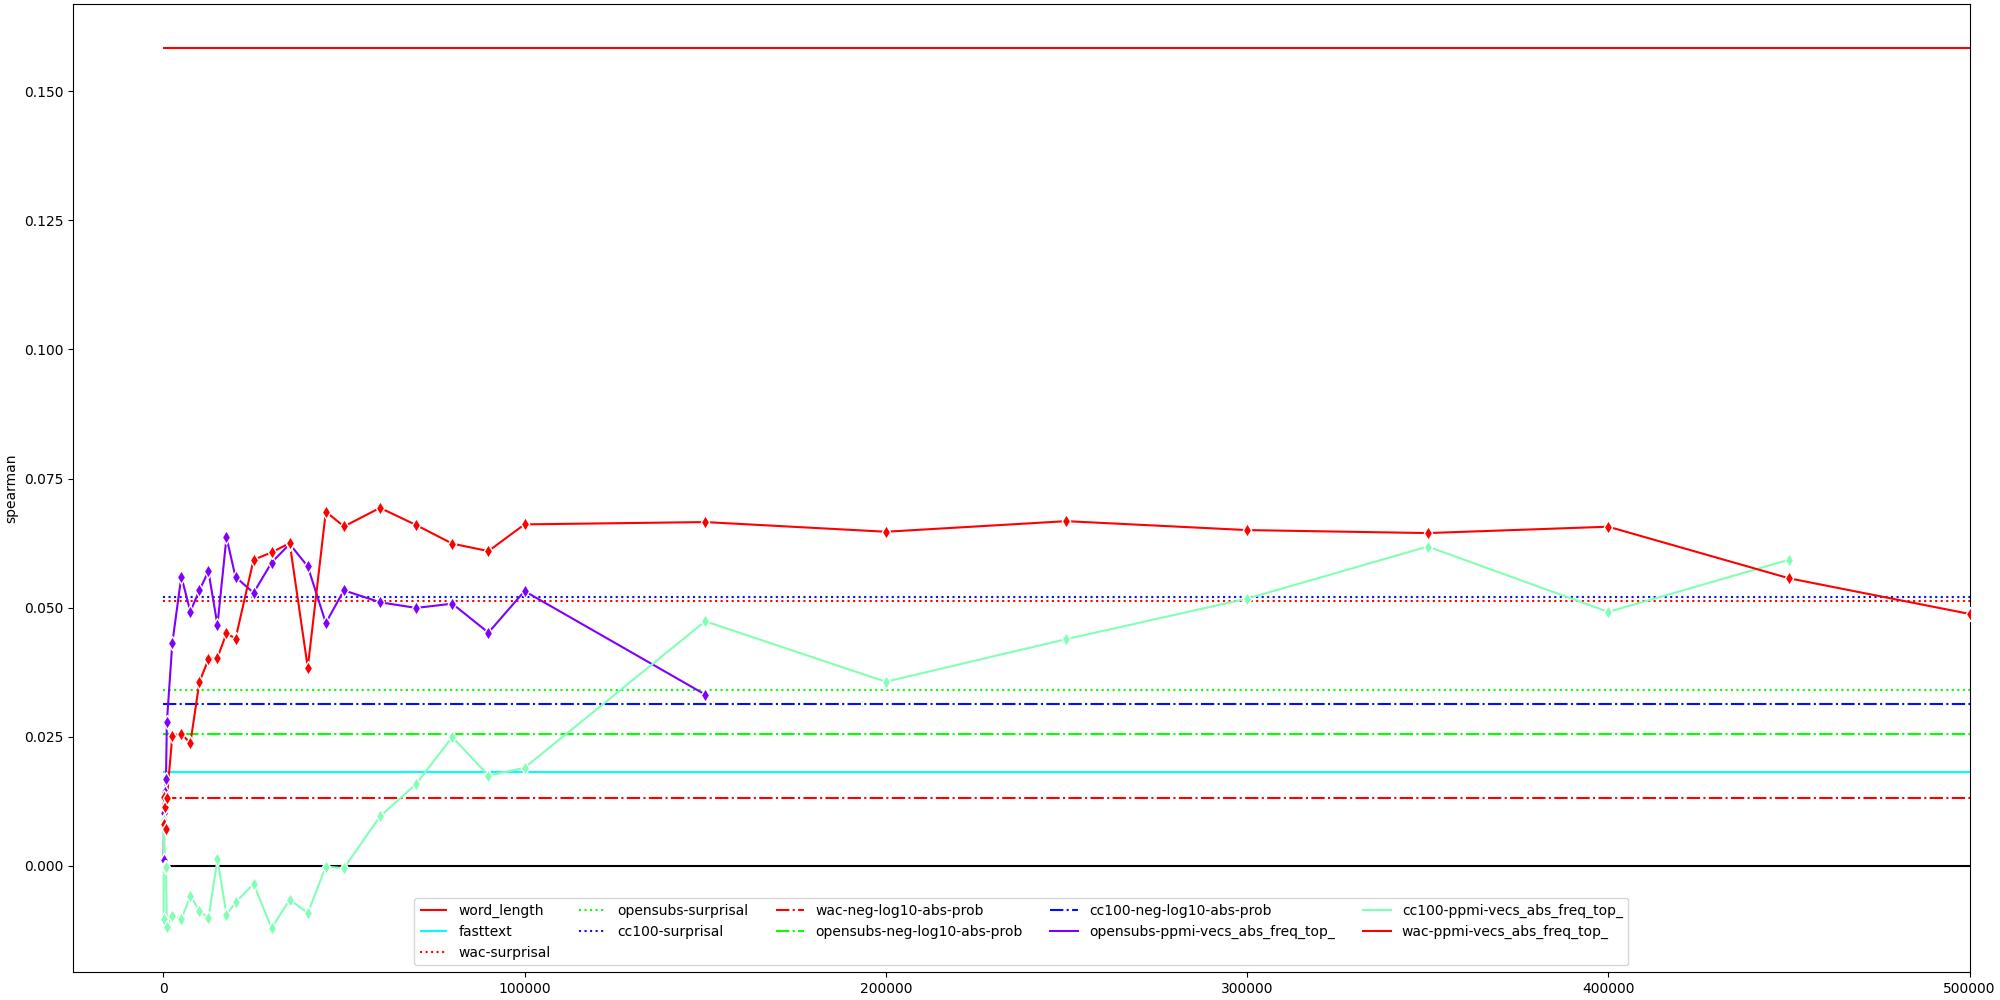 0.150
0.125
0.100
0.075
0.050
0.025
0.000
spearman
word_length
fasttext
wac-surprisal
opensubs-surprisal
cc100-surprisal
wac-neg-log10-abs-prob
opensubs-neg-log10-abs-prob
cc100-neg-log10-abs-prob
opensubs-ppmi-vecs_abs_freq_top_
cc100-ppmi-vecs_abs_freq_top_
wac-ppmi-vecs_abs_freq_top_
0 100000 200000 300000 400000 500000